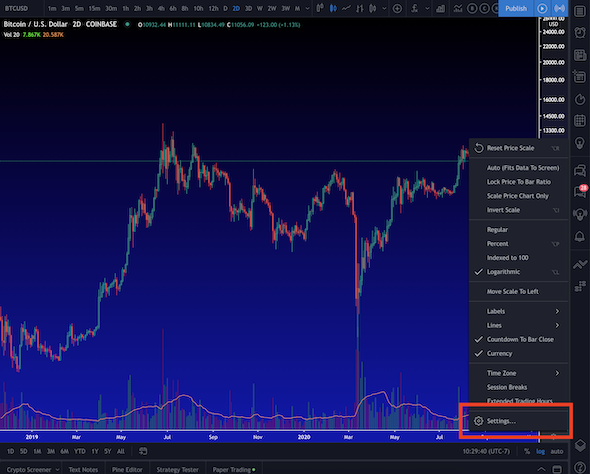 BTCUSD 1m 3m 5m 15m 30m 45m 1h 2h 3h 4h 6h 8h 12h D 2D 3D W 2W 3W M Publish
Bitcoin / U.S. Dollar 2D COINBASE O10932.44 H11111.11 L10834.49 C11056.09 +123.00 (+1.13%)
Vol 20 7.867K 20.587K
USD
24000.00
21000.00
18500.00
16500.00
14500.00
13300.00
Reset Price Scale
Auto (Fits Data To Screen)
Lock Price To Bar Ratio
28
Scale Price Chart Only
Invert Scale
Regular
Percent
Indexed to 100
Logarithmic
Move Scale To Left
Labels
Lines
Countdown To Bar Close
Currency
Time Zone
Session Breaks
Extended Trading Hours
Settings...
2019 Mar May Jul Sep Nov 2020 Mar May Jul
1D 5D 1M 3M 6M YTD 1Y 5Y All 10:29:40 (UTC-7) % log auto
Crypto Screener Text Notes Pine Editor Strategy Tester Paper Trading